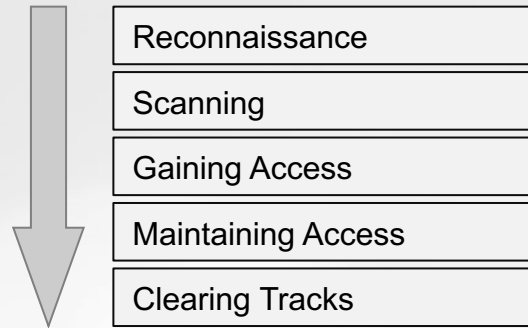 Reconnaissance
Scanning
Gaining Access
Maintaining Access
Clearing Tracks